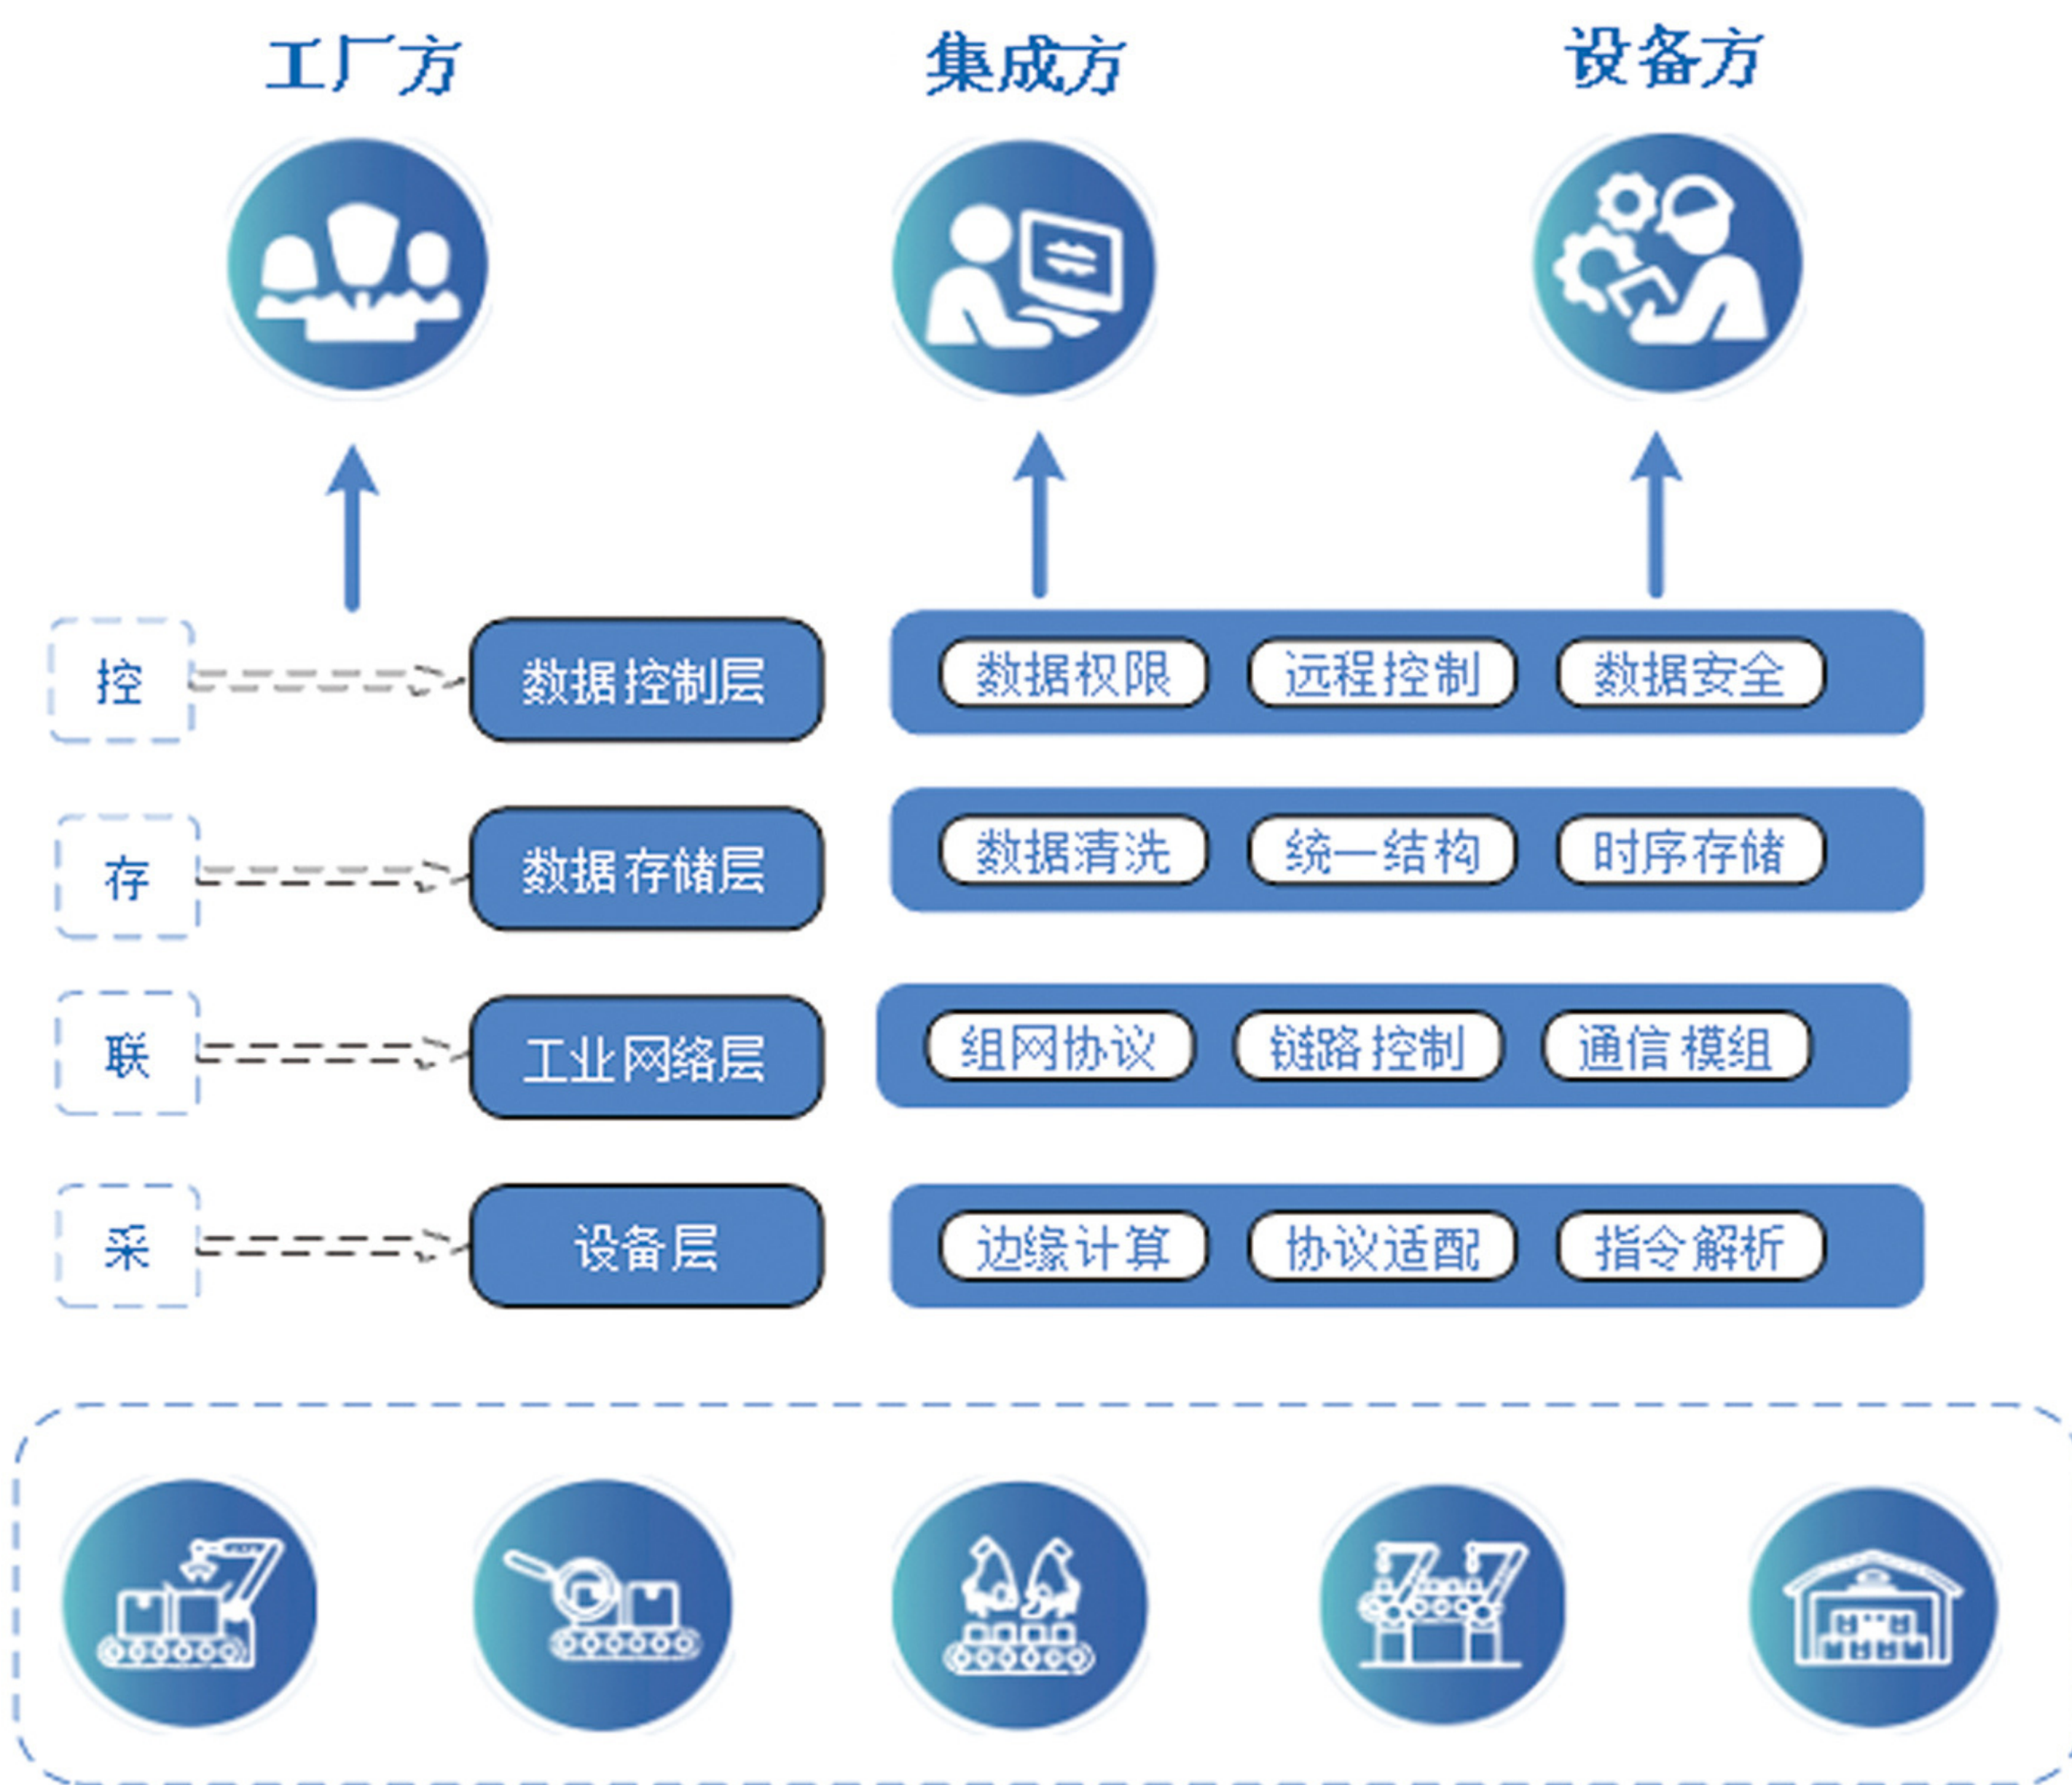 工厂方 集成方 设备方
控 数据控制层 数据权限 远程控制 数据安全
存 数据存储层 数据清洗 统一结构 时序存储
联 工业网络层 组网协议 链路控制 通信模组
采 设备层 边缘计算 协议适配 指令解析